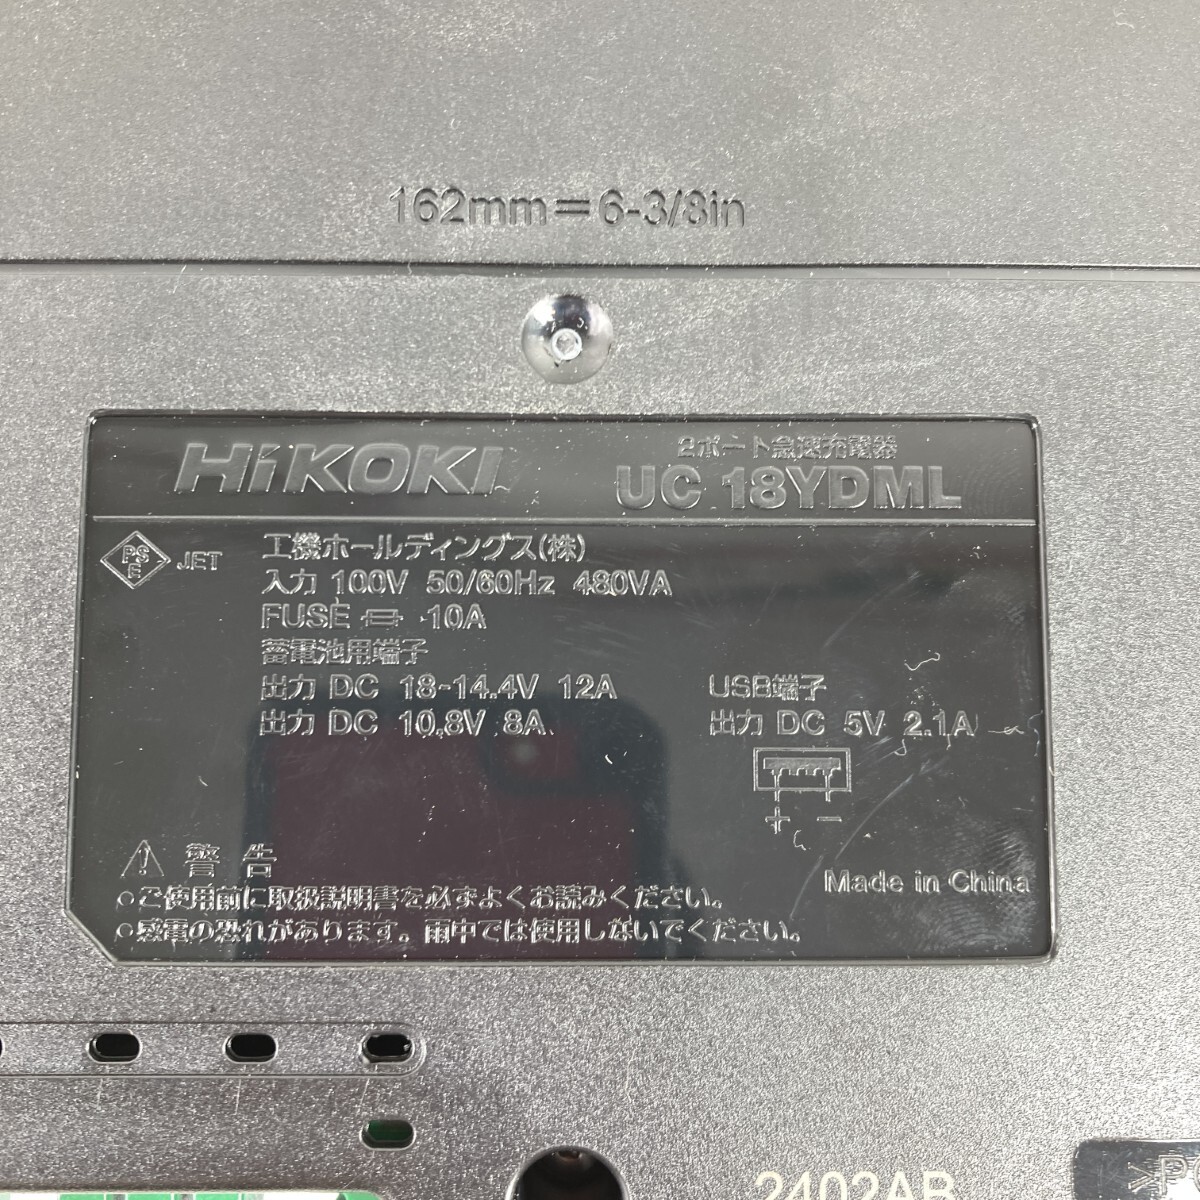 162mm=6-3/8in
HiKOKI
2ポート急速充電器
UC 18YDML
PSE JET
工機ホールディングス(株)
入力 100V 50/60Hz 480VA
FUSE 10A
蓄電池用端子
出力 DC 18-14.4V 12A
出力 DC 10.8V 8A
USB端子
出力 DC 5V 2.1A
+ −
⚠ 警告
○ご使用前に取扱説明書を必ずよくお読みください。
○感電の恐れがあります。雨中では使用しないでください。
Made in China
2402AB
>P